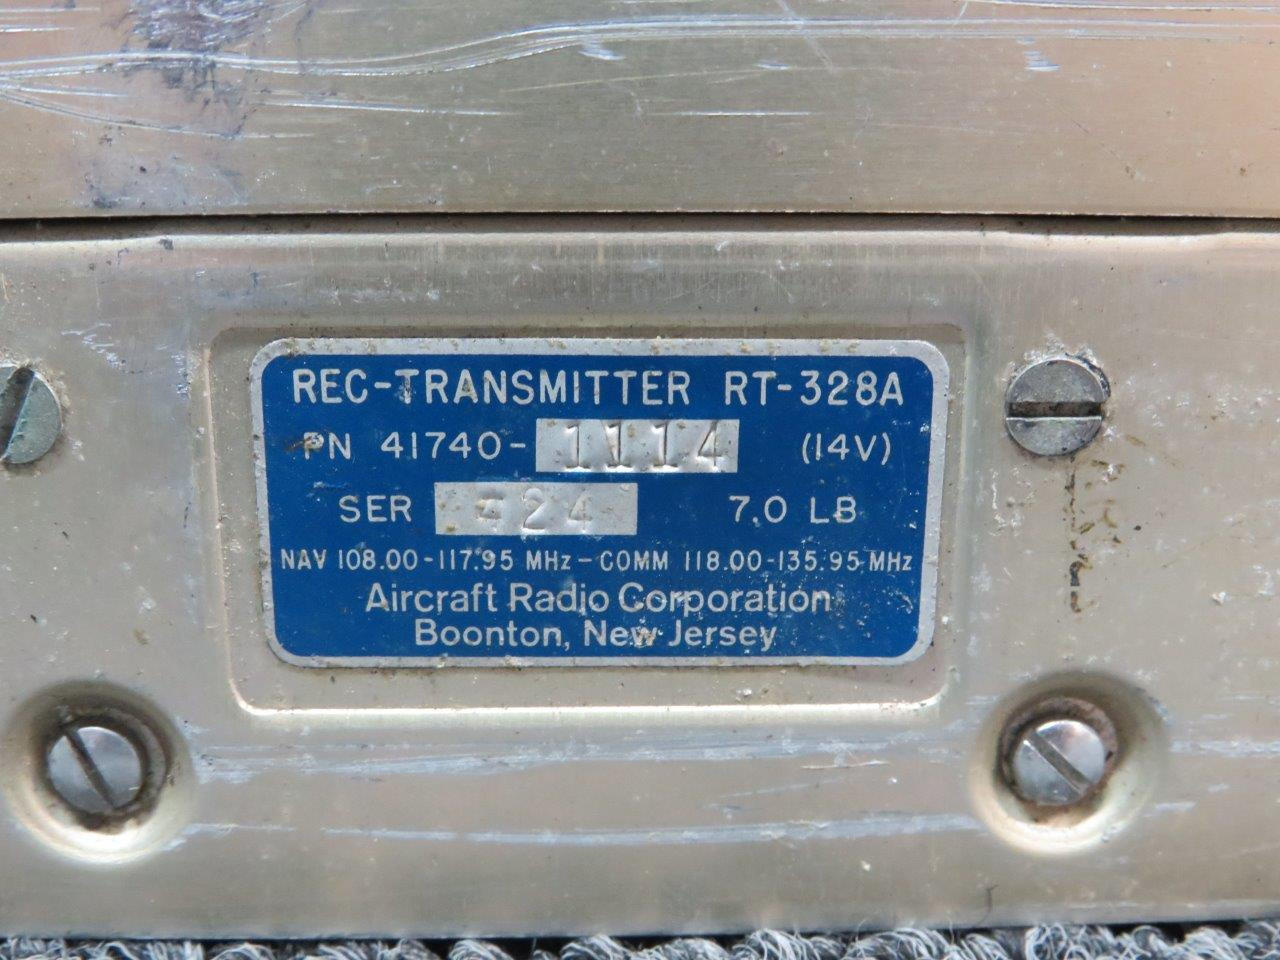 REC-TRANSMITTER RT-328A
PN 41740-1114 (14V)
SER 424 7.0 LB
NAV 108.00-117.95 MHz - COMM 118.00-135.95 MHz
Aircraft Radio Corporation
Boonton, New Jersey